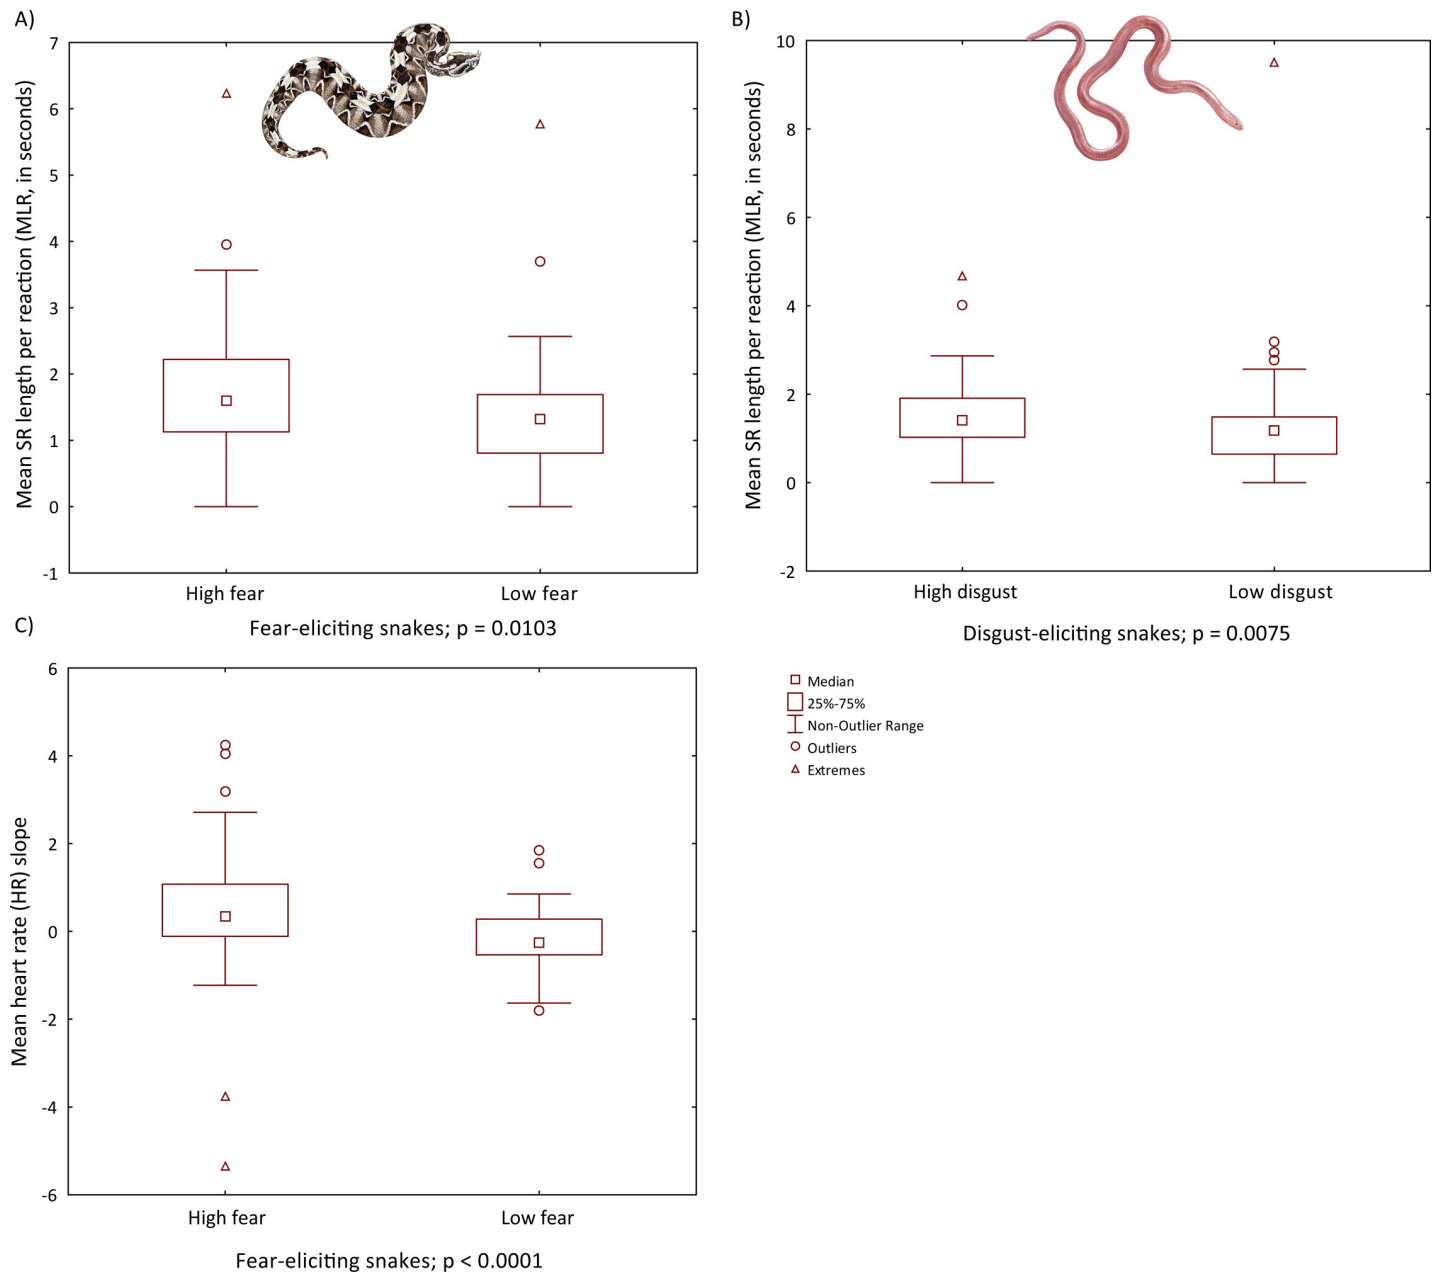 A)
Mean SR length per reaction (MLR, in seconds)
7
6
5
4
3
2
1
0
-1
High fear Low fear
Fear-eliciting snakes; p = 0.0103
B)
Mean SR length per reaction (MLR, in seconds)
10
8
6
4
2
0
-2
High disgust Low disgust
Disgust-eliciting snakes; p = 0.0075
C)
Mean heart rate (HR) slope
6
4
2
0
-2
-4
-6
High fear Low fear
Fear-eliciting snakes; p < 0.0001
Median
25%-75%
Non-Outlier Range
Outliers
Extremes